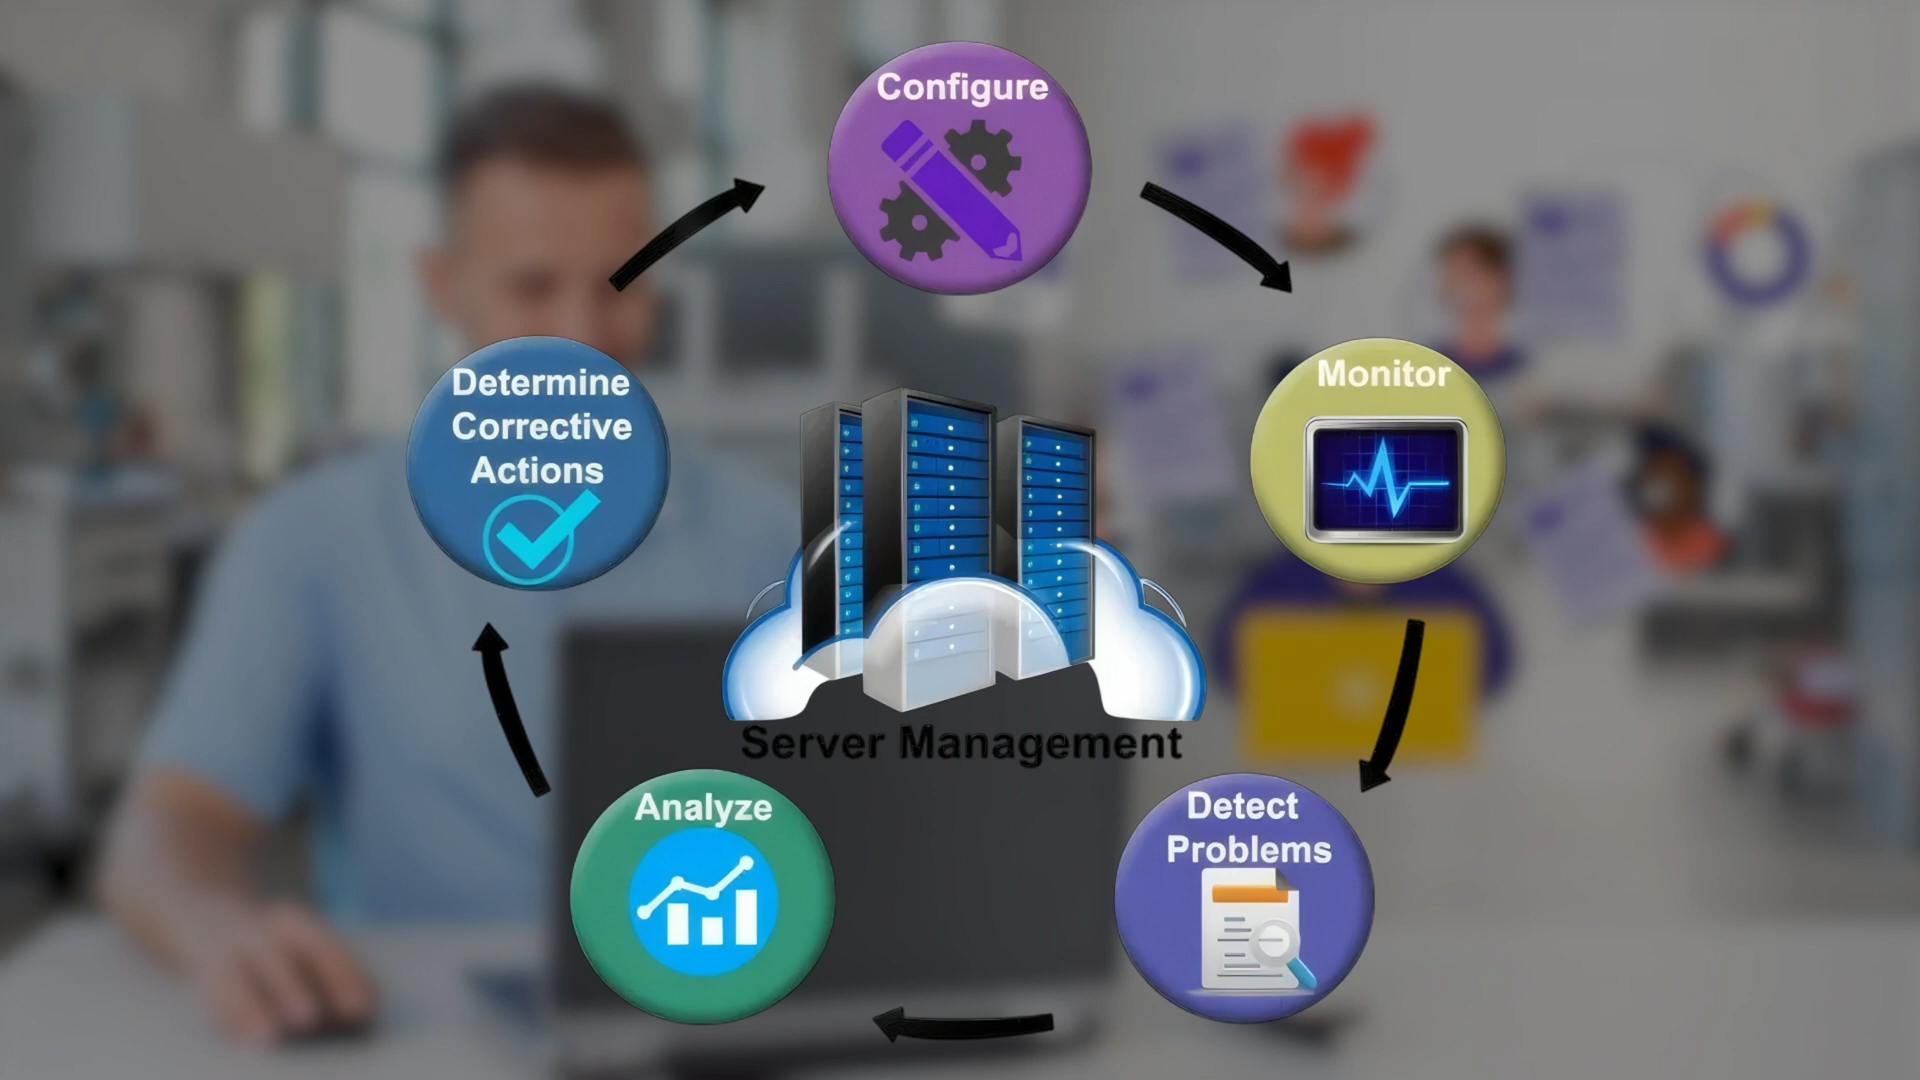 Configure
Monitor
Detect
Problems
Analyze
Determine
Corrective
Actions
Server Management